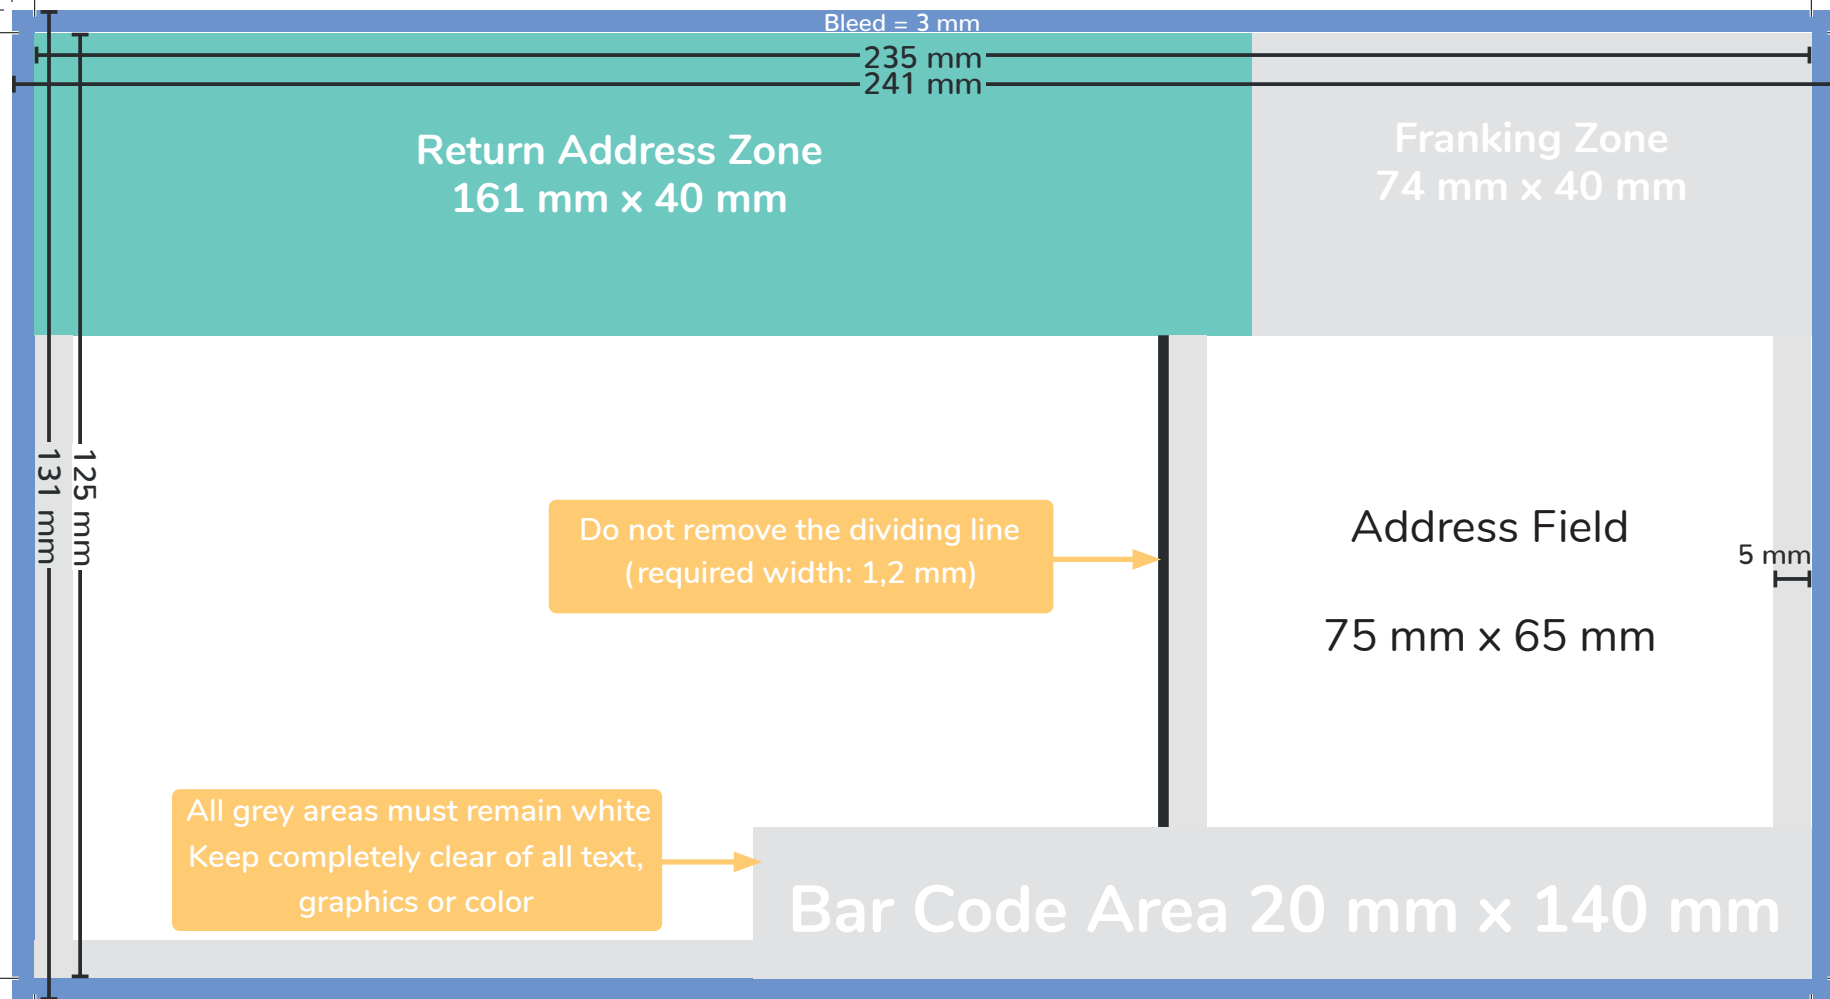 Bleed = 3 mm
235 mm
241 mm
Return Address Zone
161 mm x 40 mm
Franking Zone
74 mm x 40 mm
131 mm
125 mm
Do not remove the dividing line
(required width: 1,2 mm)
Address Field
75 mm x 65 mm
5 mm
All grey areas must remain white
Keep completely clear of all text,
graphics or color
Bar Code Area 20 mm x 140 mm